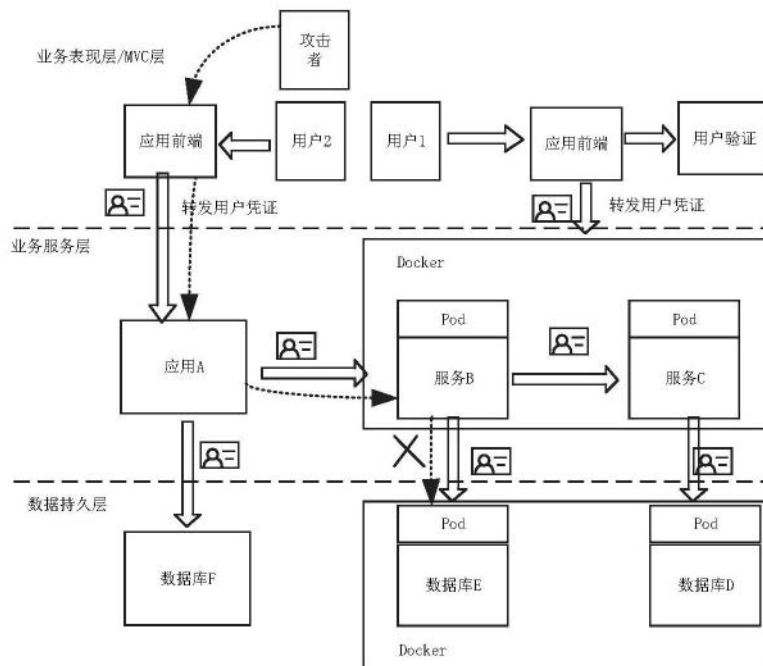 攻击
者
业务表现层/MVC层
应用前端
用户2
用户1
应用前端
用户验证
转发用户凭证
转发用户凭证
业务服务层
Docker
Pod
Pod
应用A
服务B
服务C
数据持久层
Pod
Pod
数据库F
数据库E
数据库D
Docker